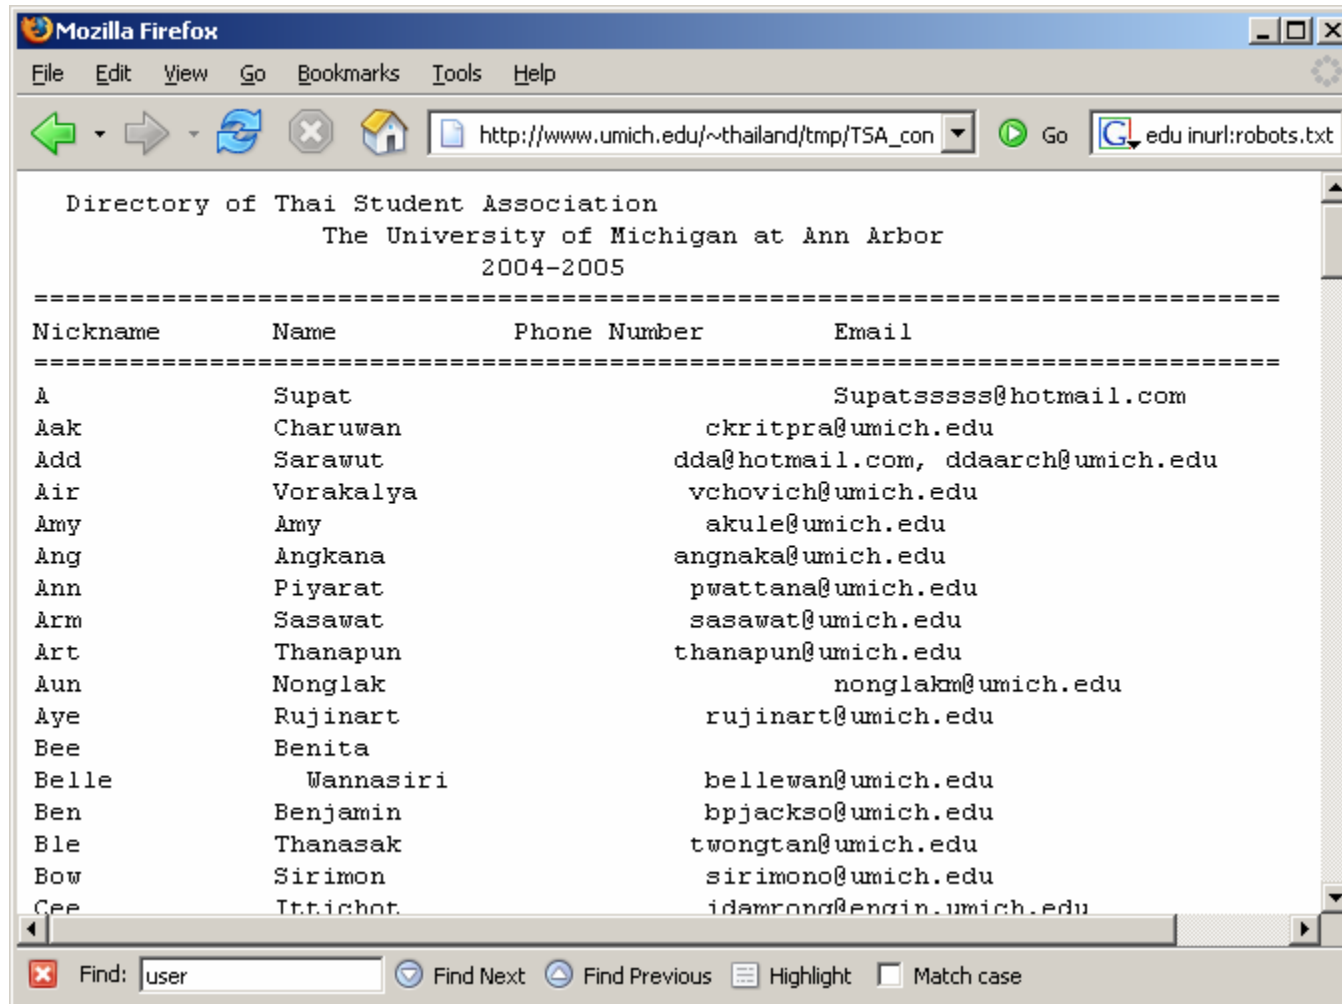 Mozilla Firefox
File Edit View Go Bookmarks Tools Help
http://www.umich.edu/~thailand/tmp/TSA_con Go G edu inurl:robots.txt
Directory of Thai Student Association
The University of Michigan at Ann Arbor
2004-2005
================================================================================
Nickname Name Phone Number Email
================================================================================
A Supat Supatsssss@hotmail.com
Aak Charuwan ckritpra@umich.edu
Add Sarawut dda@hotmail.com, ddaarch@umich.edu
Air Vorakalya vchovich@umich.edu
Amy Amy akule@umich.edu
Ang Angkana angnaka@umich.edu
Ann Piyarat pwattana@umich.edu
Arm Sasawat sasawat@umich.edu
Art Thanapun thanapun@umich.edu
Aun Nonglak nonglakm@umich.edu
Aye Rujinart rujinart@umich.edu
Bee Benita
Belle Wannasiri bellewan@umich.edu
Ben Benjamin bpjackso@umich.edu
Ble Thanasak twongtan@umich.edu
Bow Sirimon sirimono@umich.edu
Cee Ittichot idamrong@engin.umich.edu
Find: user Find Next Find Previous Highlight Match case